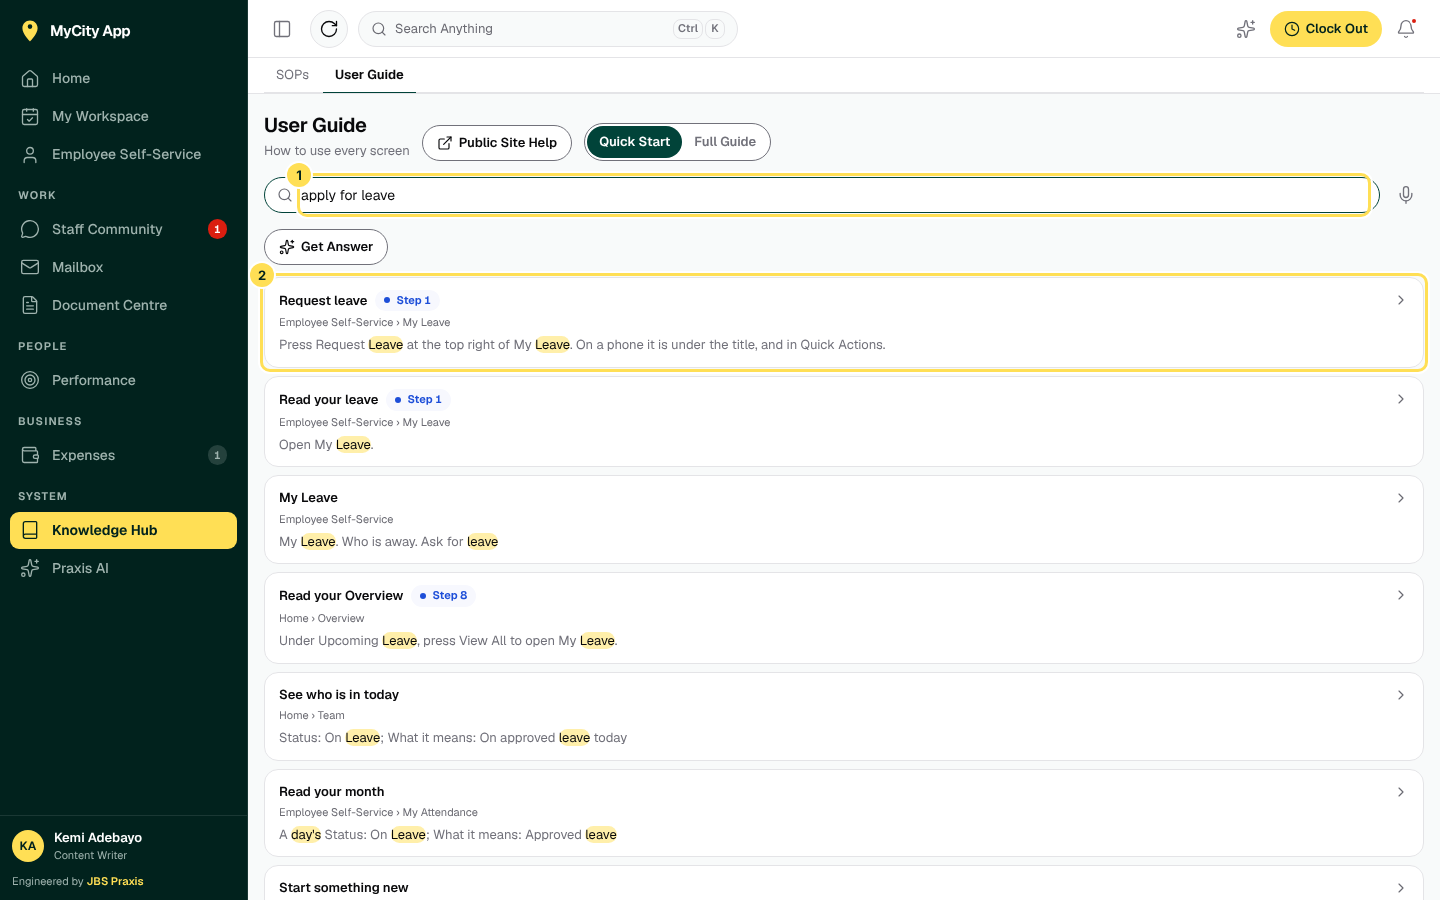 MyCity App
Home
My Workspace
Employee Self-Service
WORK
Staff Community 1
Mailbox
Document Centre
PEOPLE
Performance
BUSINESS
Expenses 1
SYSTEM
Knowledge Hub
Praxis AI
KA
Kemi Adebayo
Content Writer
Engineered by JBS Praxis
Search Anything Ctrl K
Clock Out
SOPs User Guide
User Guide
How to use every screen
Public Site Help
Quick Start Full Guide
1
apply for leave
Get Answer
2
Request leave Step 1
Employee Self-Service › My Leave
Press Request Leave at the top right of My Leave. On a phone it is under the title, and in Quick Actions.
Read your leave Step 1
Employee Self-Service › My Leave
Open My Leave.
My Leave
Employee Self-Service
My Leave. Who is away. Ask for leave
Read your Overview Step 8
Home › Overview
Under Upcoming Leave, press View All to open My Leave.
See who is in today
Home › Team
Status: On Leave; What it means: On approved leave today
Read your month
Employee Self-Service › My Attendance
A day's Status: On Leave; What it means: Approved leave
Start something new